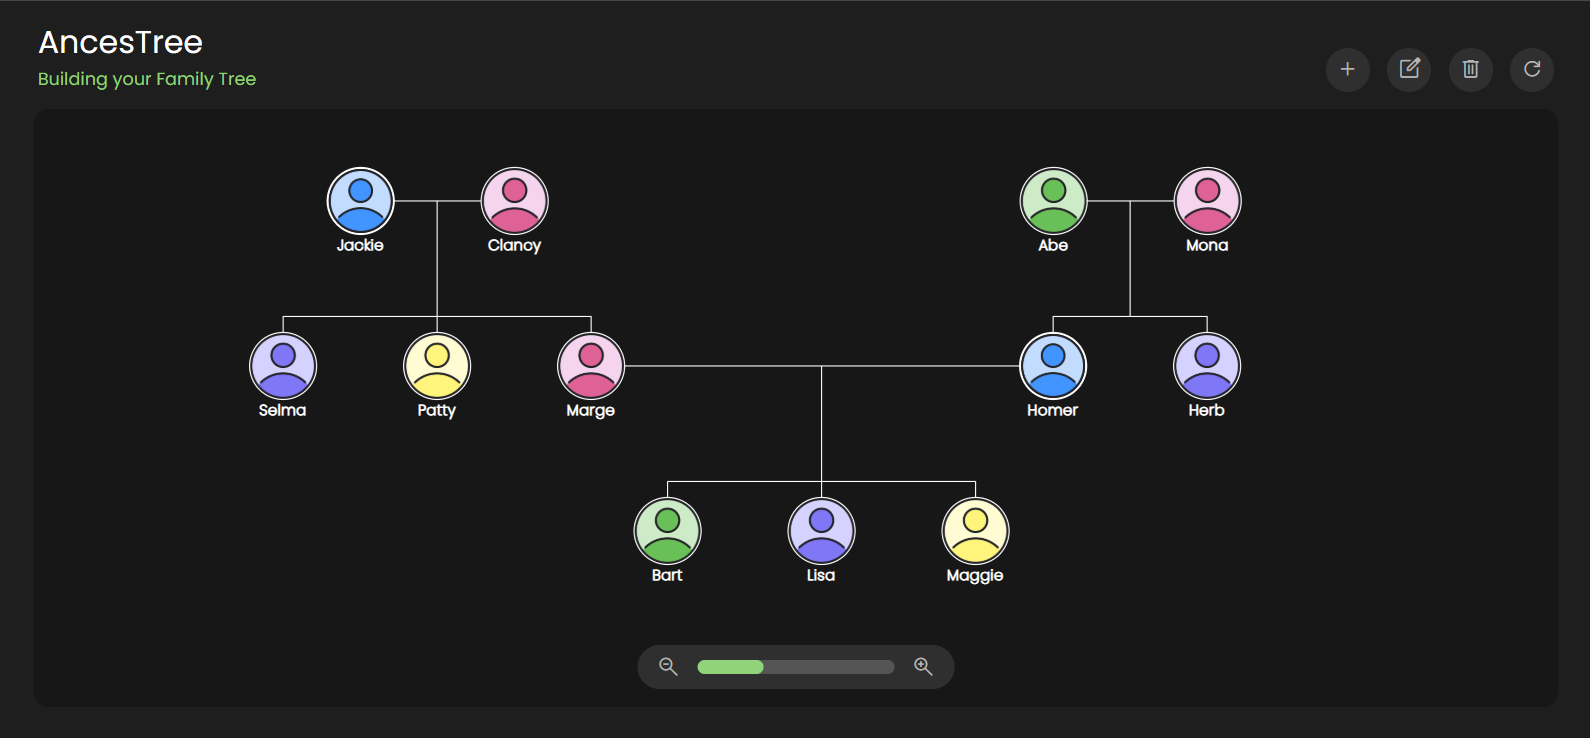 AncesTree
Building your Family Tree
Jackie
Clancy
Abe
Mona
Selma
Patty
Marge
Homer
Herb
Bart
Lisa
Maggie